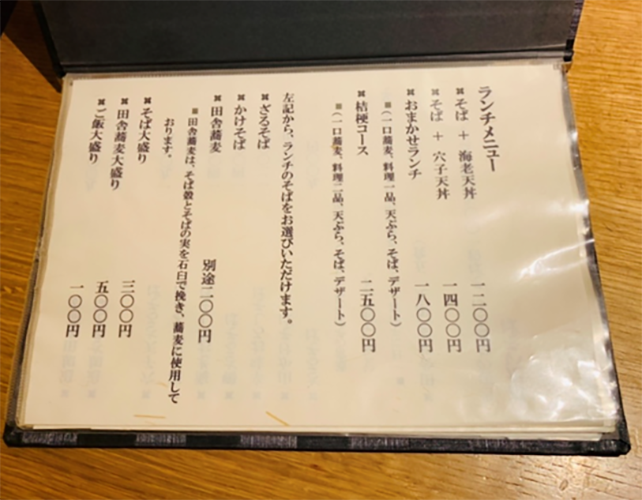 ランチメニュー
⌘ そば + 海老天丼 一二〇〇円
⌘ そば + 穴子天丼 一四〇〇円
⌘ おまかせランチ 一八〇〇円
※(一口蕎麦、料理一品、天ぷら、そば、デザート)
⌘ 桔梗コース 二五〇〇円
※(一口蕎麦、料理二品、天ぷら、そば、デザート)
左記から、ランチのそばをお選びいただけます。
⌘ ざるそば
⌘ かけそば
⌘ 田舎蕎麦 別途二〇〇円
※ 田舎蕎麦は、そば殻とそばの実を石臼で挽き、蕎麦に使用して
おります。
⌘ そば大盛り 三〇〇円
⌘ 田舎蕎麦大盛り 五〇〇円
⌘ ご飯大盛り 一〇〇円